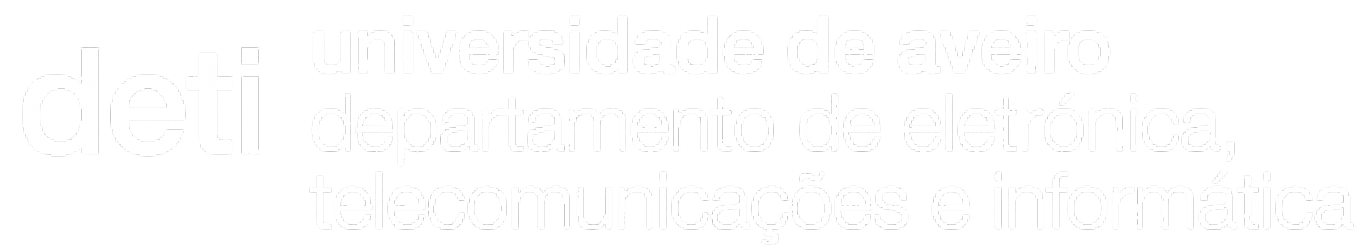 deti
universidade de aveiro
departamento de eletrónica,
telecomunicações e informática